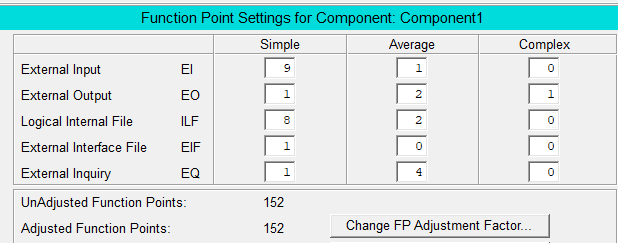 Function Point Settings for Component: Component1
Simple Average Complex
External Input EI 9 1 0
External Output EO 1 2 1
Logical Internal File ILF 8 2 0
External Interface File EIF 1 0 0
External Inquiry EQ 1 4 0
UnAdjusted Function Points: 152
Adjusted Function Points: 152 Change FP Adjustment Factor...